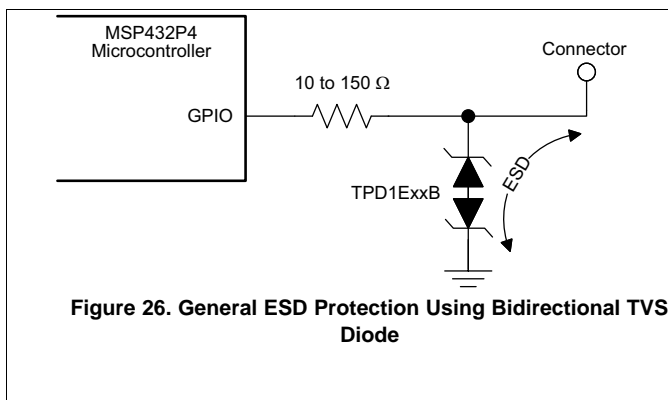 MSP432P4
Microcontroller
Connector
10 to 150 Ω
GPIO
TPD1ExxB
ESD
Figure 26. General ESD Protection Using Bidirectional TVS
Diode